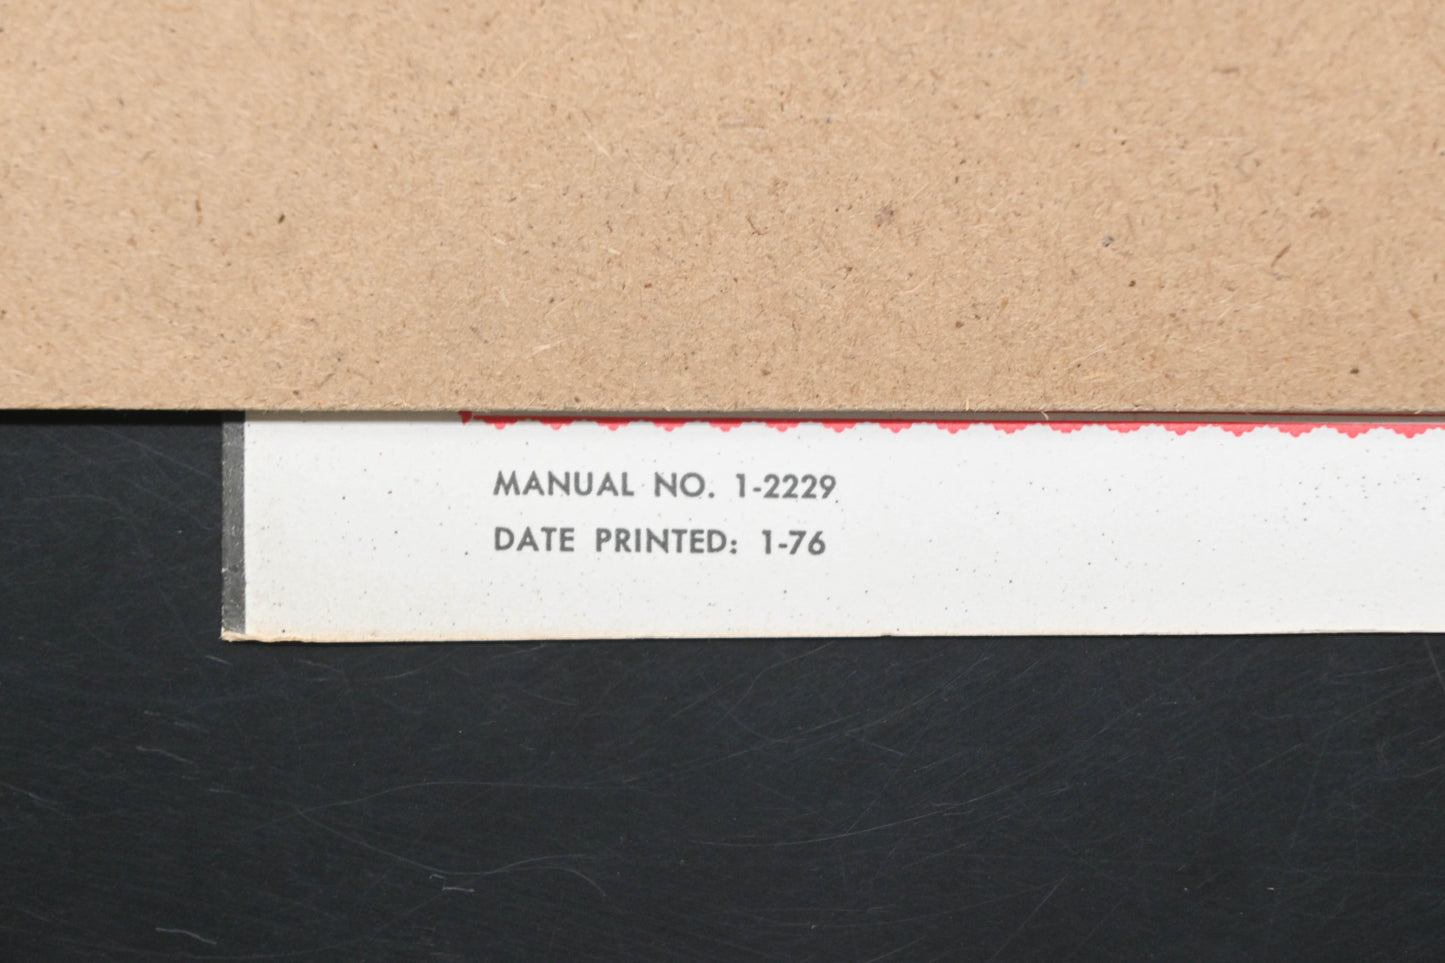 MANUAL NO. 1-2229
DATE PRINTED: 1-76